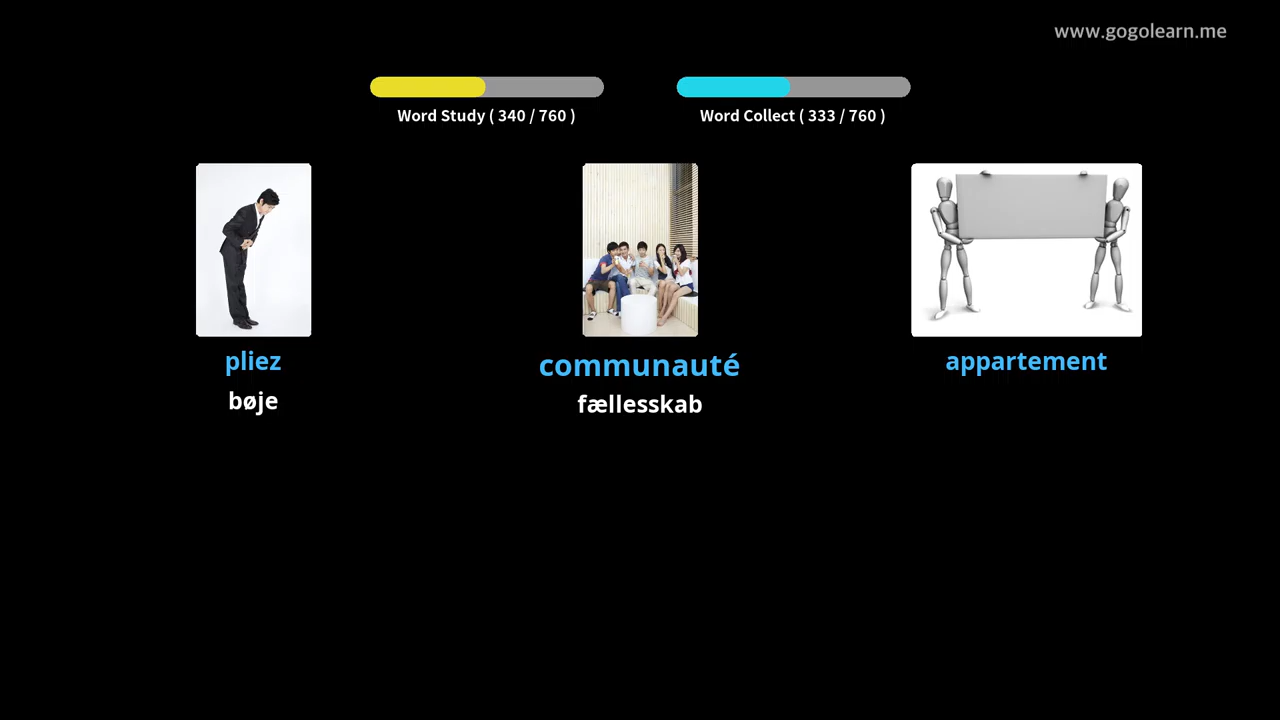 www.gogolearn.me
Word Study ( 340 / 760 )
Word Collect ( 333 / 760 )
pliez
bøje
communauté
fællesskab
appartement